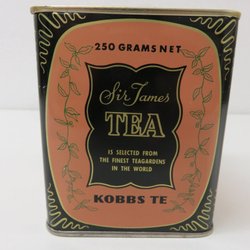 250 GRAMS NET
Sir James
TEA
IS SELECTED FROM
THE FINEST TEAGARDENS
IN THE WORLD
KOBBS TE